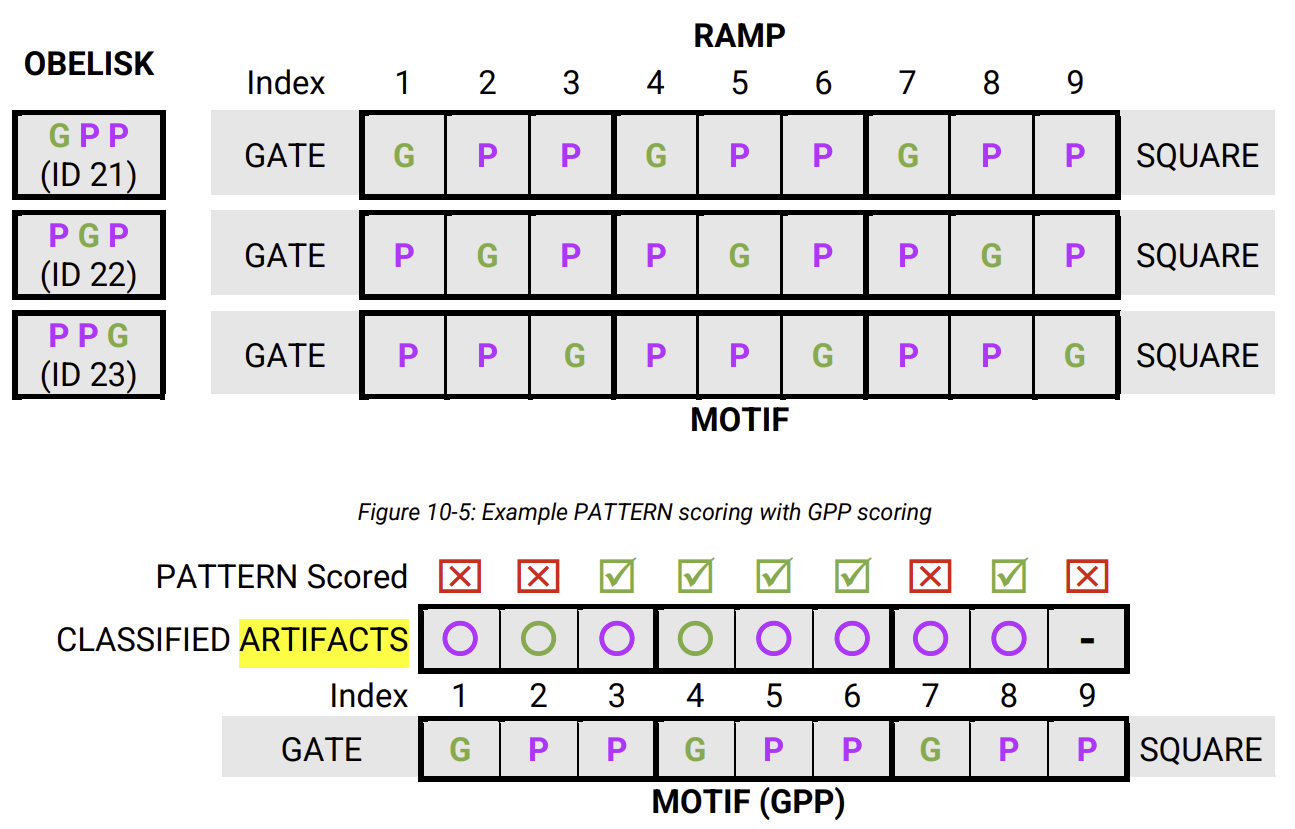 RAMP
OBELISK
Index 1 2 3 4 5 6 7 8 9
G P P
(ID 21)
GATE G P P G P P G P P SQUARE
P G P
(ID 22)
GATE P G P P G P P G P SQUARE
P P G
(ID 23)
GATE P P G P P G P P G SQUARE
MOTIF
Figure 10-5: Example PATTERN scoring with GPP scoring
PATTERN Scored
CLASSIFIED ARTIFACTS -
Index 1 2 3 4 5 6 7 8 9
GATE G P P G P P G P P SQUARE
MOTIF (GPP)